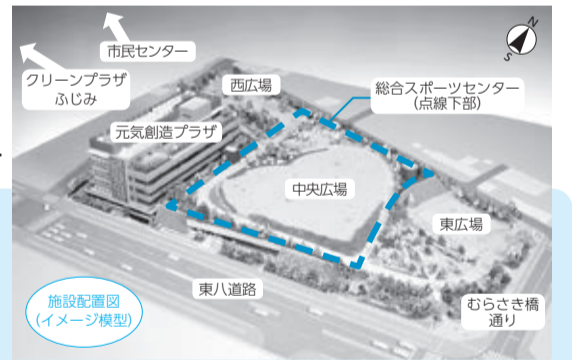 市民センター
クリーンプラザ
ふじみ
西広場
総合スポーツセンター
(点線下部)
元気創造プラザ
中央広場
東広場
東八道路
むらさき橋
通り
施設配置図
(イメージ模型)
N
S